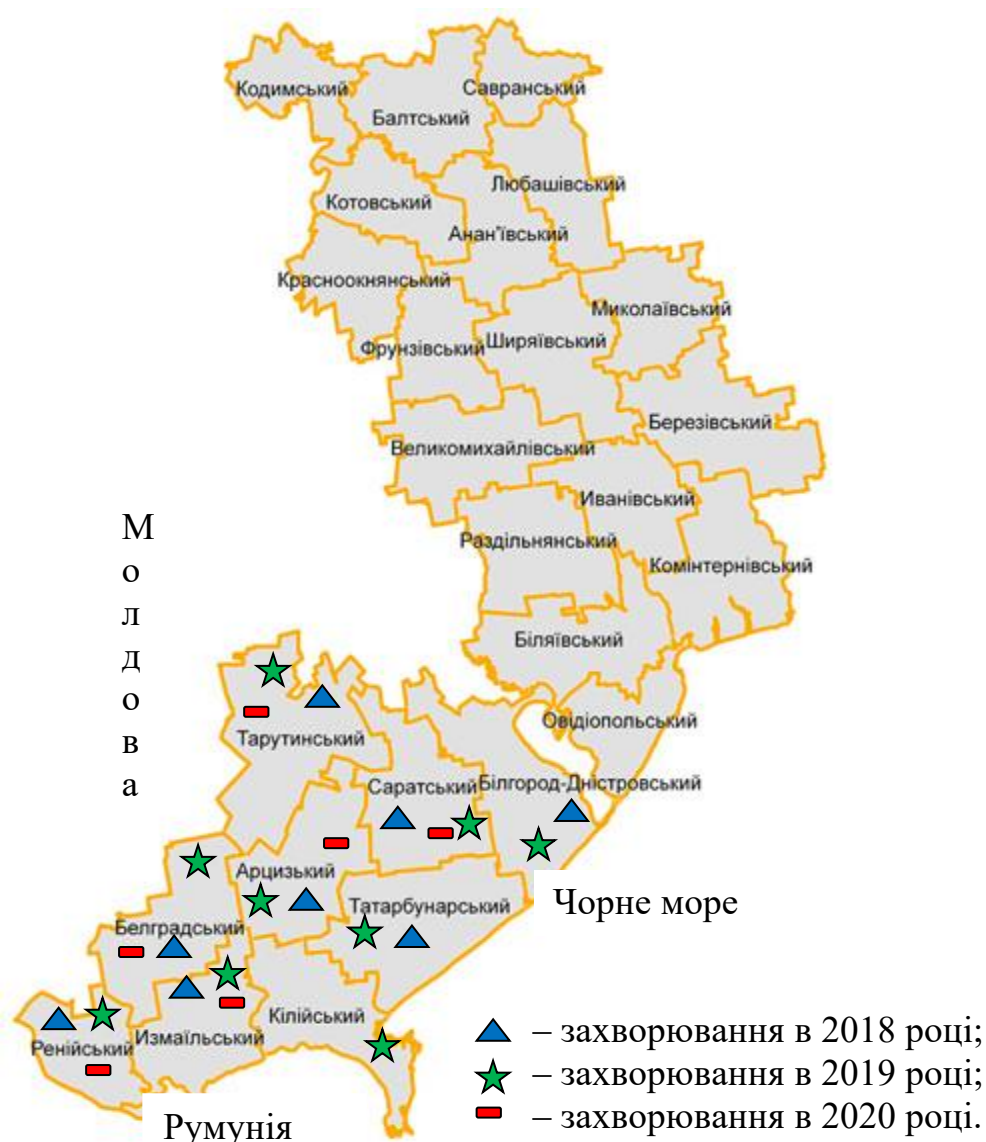 Кодимський
Савранський
Балтський
Любашівський
Котовський
Анан'ївський
Красноокнянський
Миколаївський
Ширяївський
Фрунзівський
Березівський
Великомихайлівський
Иванівський
Раздільнянський
Комінтернівський
Біляївський
Молдова
Овідіопольський
Тарутинський
Саратський
Білгород-Дністровський
Арцизький
Татарбунарський
Чорне море
Белградський
Кілійський
Измаїльський
Ренійський
Румунія
– захворювання в 2018 році;
– захворювання в 2019 році;
– захворювання в 2020 році.